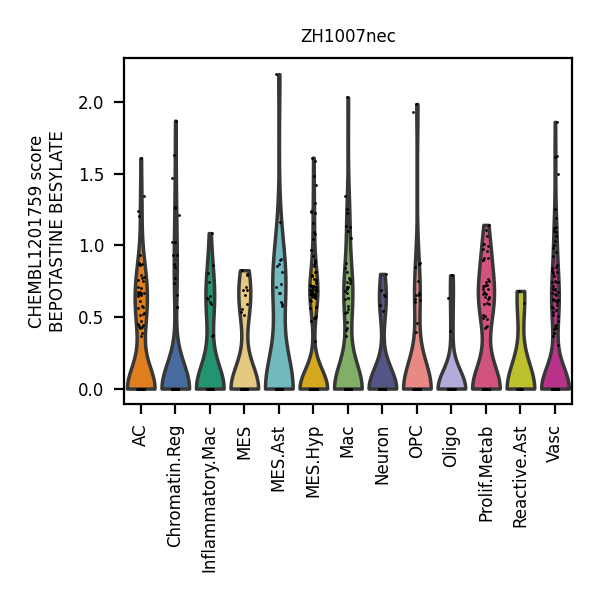 ZH1007nec
CHEMBL1201759 score
BEPOTASTINE BESYLATE
2.0
1.5
1.0
0.5
0.0
AC
Chromatin.Reg
Inflammatory.Mac
MES
MES.Ast
MES.Hyp
Mac
Neuron
OPC
Oligo
Prolif.Metab
Reactive.Ast
Vasc